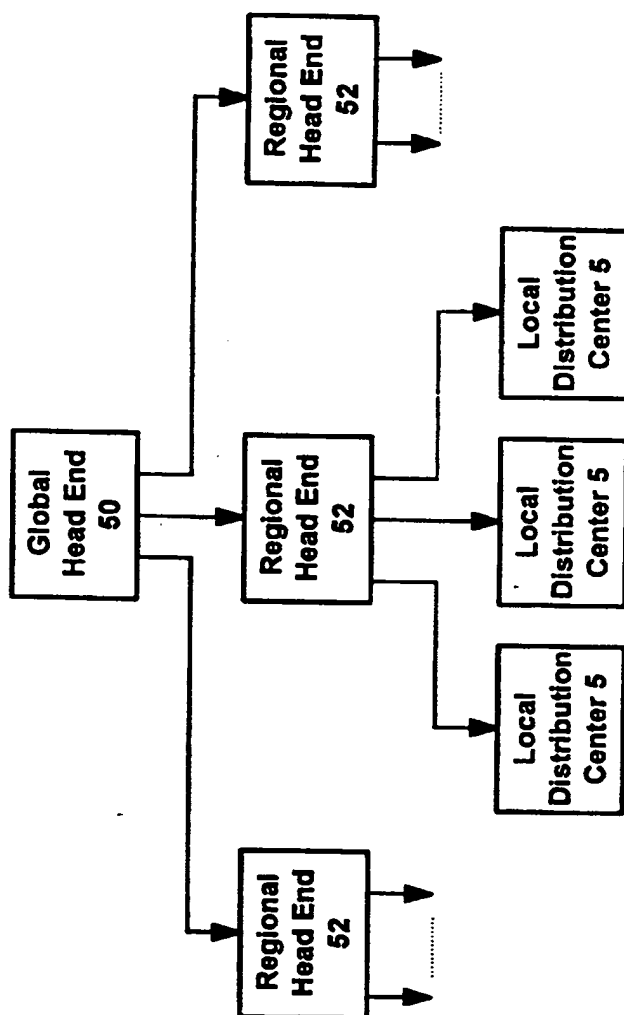 Global
Head End
50
Regional
Head End
52
Regional
Head End
52
Regional
Head End
52
Local
Distribution
Center 5
Local
Distribution
Center 5
Local
Distribution
Center 5